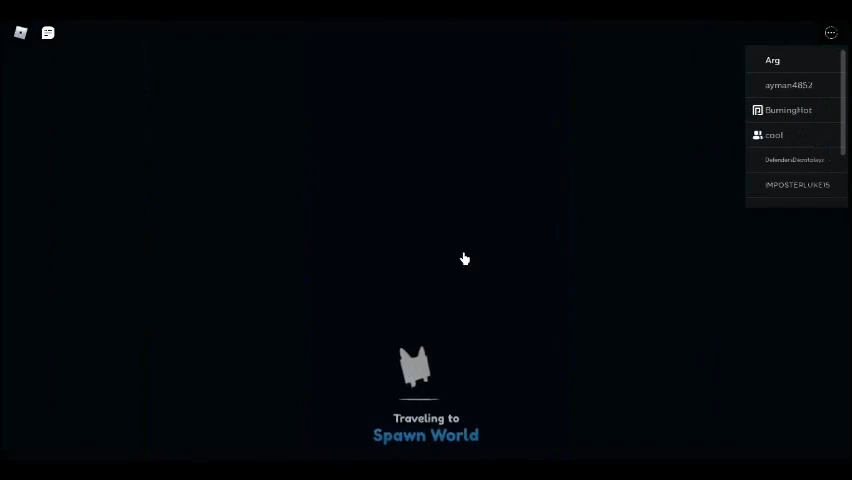 Arg
ayman4852
BurningHot
cool
IMPOSTERLUKE15
Traveling to
Spawn World